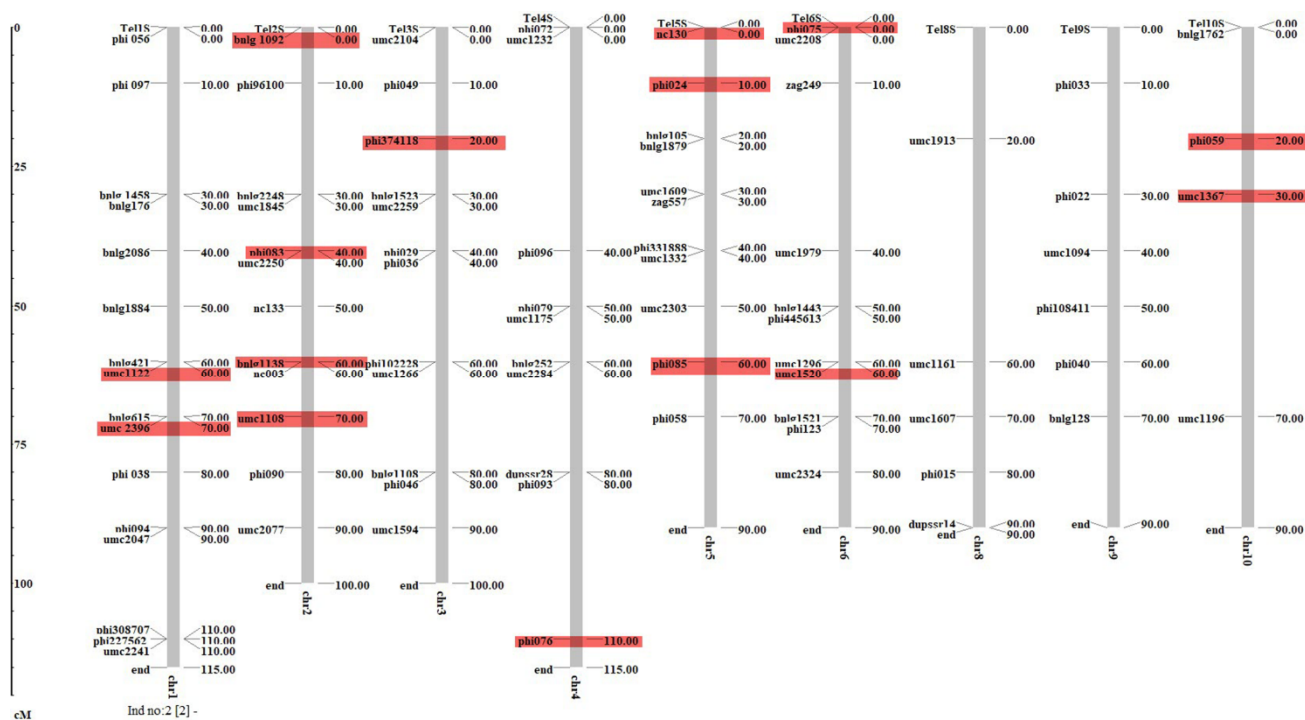 0
25
50
75
100
cM
Tel1S 0.00
phi 056 0.00
phi 097 10.00
bnlg 1458 30.00
bnlg176 30.00
bnlg2086 40.00
bnlg1884 50.00
bnlg421 60.00
umc1122 60.00
bnlg615 70.00
umc 2396 70.00
phi 038 80.00
phi094 90.00
umc2047 90.00
phi308707 110.00
phi227562 110.00
umc2241 110.00
end 115.00
chr1
Tel2S 0.00
bnlg 1092 0.00
phi96100 10.00
bnlg2248 30.00
umc1845 30.00
phi083 40.00
umc2250 40.00
nc133 50.00
bnlg1138 60.00
nc003 60.00
umc1108 70.00
phi090 80.00
umc2077 90.00
end 100.00
chr2
Tel3S 0.00
umc2104 0.00
phi049 10.00
phi374118 20.00
bnlg1523 30.00
umc2259 30.00
phi029 40.00
phi036 40.00
phi102228 60.00
umc1266 60.00
bnlg1108 80.00
phi046 80.00
umc1594 90.00
end 100.00
chr3
Tel4S 0.00
phi072 0.00
umc1232 0.00
phi096 40.00
phi079 50.00
umc1175 50.00
bnlg252 60.00
umc2284 60.00
dupssr28 80.00
phi093 80.00
phi076 110.00
end 115.00
chr4
Tel5S 0.00
nc130 0.00
phi024 10.00
bnlg105 20.00
bnlg1879 20.00
umc1609 30.00
zag557 30.00
phi331888 40.00
umc1332 40.00
umc2303 50.00
phi085 60.00
phi058 70.00
end 90.00
chr5
Tel6S 0.00
phi075 0.00
umc2208 0.00
zag249 10.00
umc1979 40.00
bnlg1443 50.00
phi445613 50.00
umc1296 60.00
umc1520 60.00
bnlg1521 70.00
phi123 70.00
umc2324 80.00
end 90.00
chr6
Tel8S 0.00
umc1913 20.00
umc1161 60.00
umc1607 70.00
phi015 80.00
dupssr14 90.00
end 90.00
chr8
Tel9S 0.00
phi033 10.00
phi022 30.00
umc1094 40.00
phi108411 50.00
phi040 60.00
bnlg128 70.00
end 90.00
chr9
Tel10S 0.00
bnlg1762 0.00
phi059 20.00
umc1367 30.00
umc1196 70.00
end 90.00
chr10
Ind no:2 [2] -